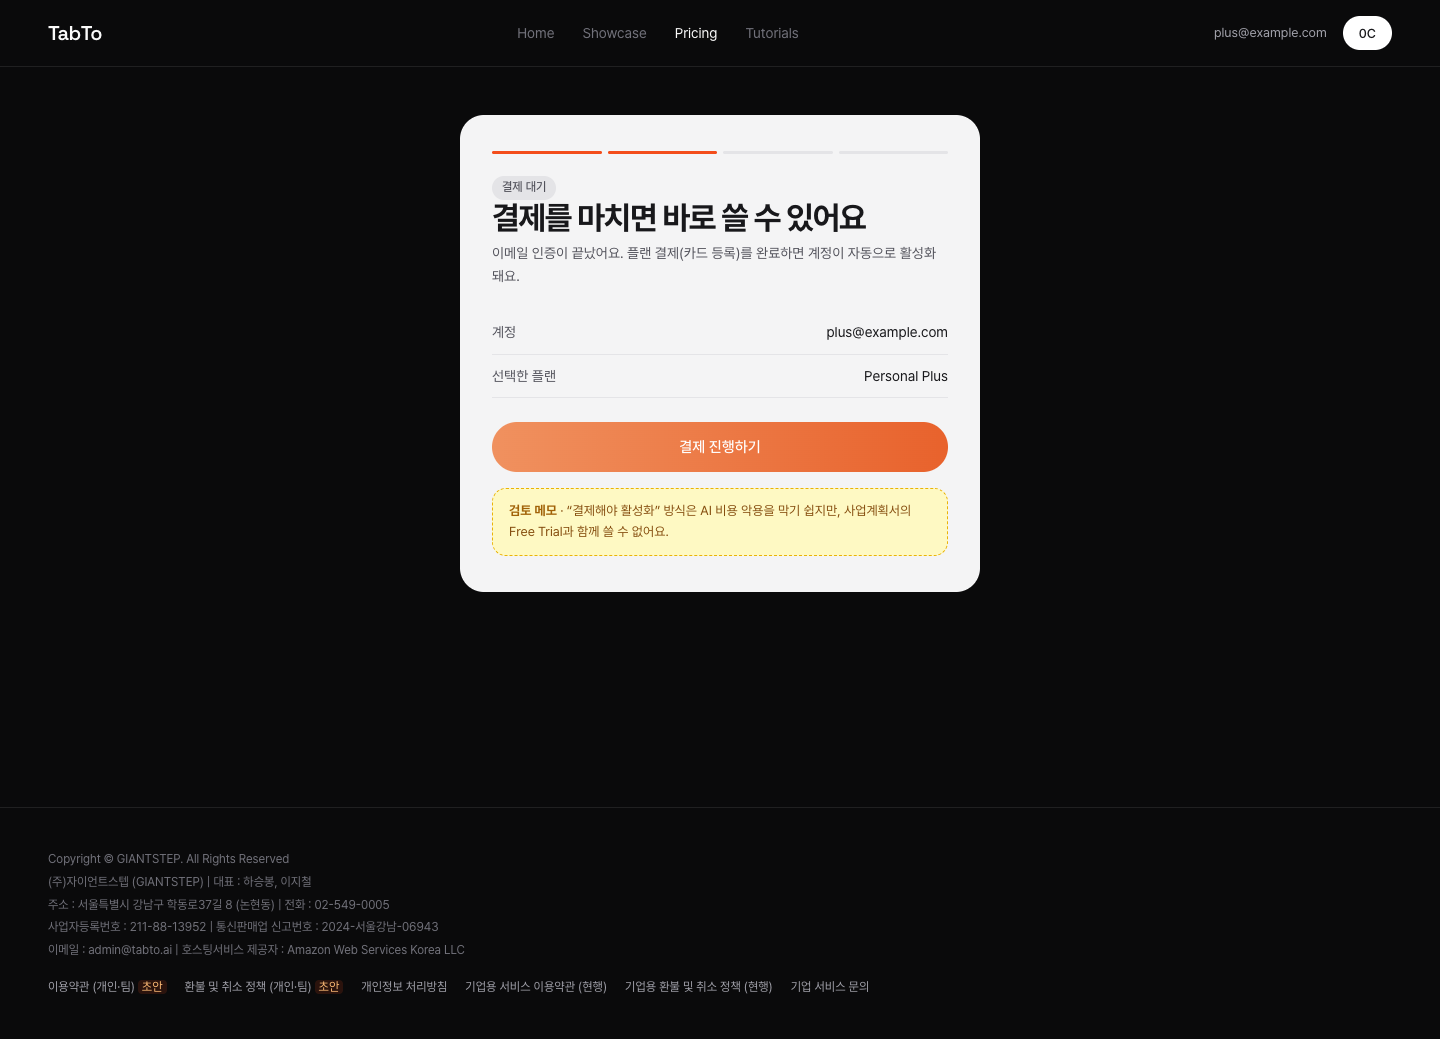 TabTo
Home Showcase Pricing Tutorials
plus@example.com 0C
결제 대기
결제를 마치면 바로 쓸 수 있어요
이메일 인증이 끝났어요. 플랜 결제(카드 등록)를 완료하면 계정이 자동으로 활성화
돼요.
계정 plus@example.com
선택한 플랜 Personal Plus
결제 진행하기
검토 메모 · “결제해야 활성화” 방식은 AI 비용 악용을 막기 쉽지만, 사업계획서의
Free Trial과 함께 쓸 수 없어요.
Copyright © GIANTSTEP. All Rights Reserved
(주)자이언트스텝 (GIANTSTEP) | 대표 : 하승봉, 이지철
주소 : 서울특별시 강남구 학동로37길 8 (논현동) | 전화 : 02-549-0005
사업자등록번호 : 211-88-13952 | 통신판매업 신고번호 : 2024-서울강남-06943
이메일 : admin@tabto.ai | 호스팅서비스 제공자 : Amazon Web Services Korea LLC
이용약관 (개인·팀) 초안 환불 및 취소 정책 (개인·팀) 초안 개인정보 처리방침 기업용 서비스 이용약관 (현행) 기업용 환불 및 취소 정책 (현행) 기업 서비스 문의